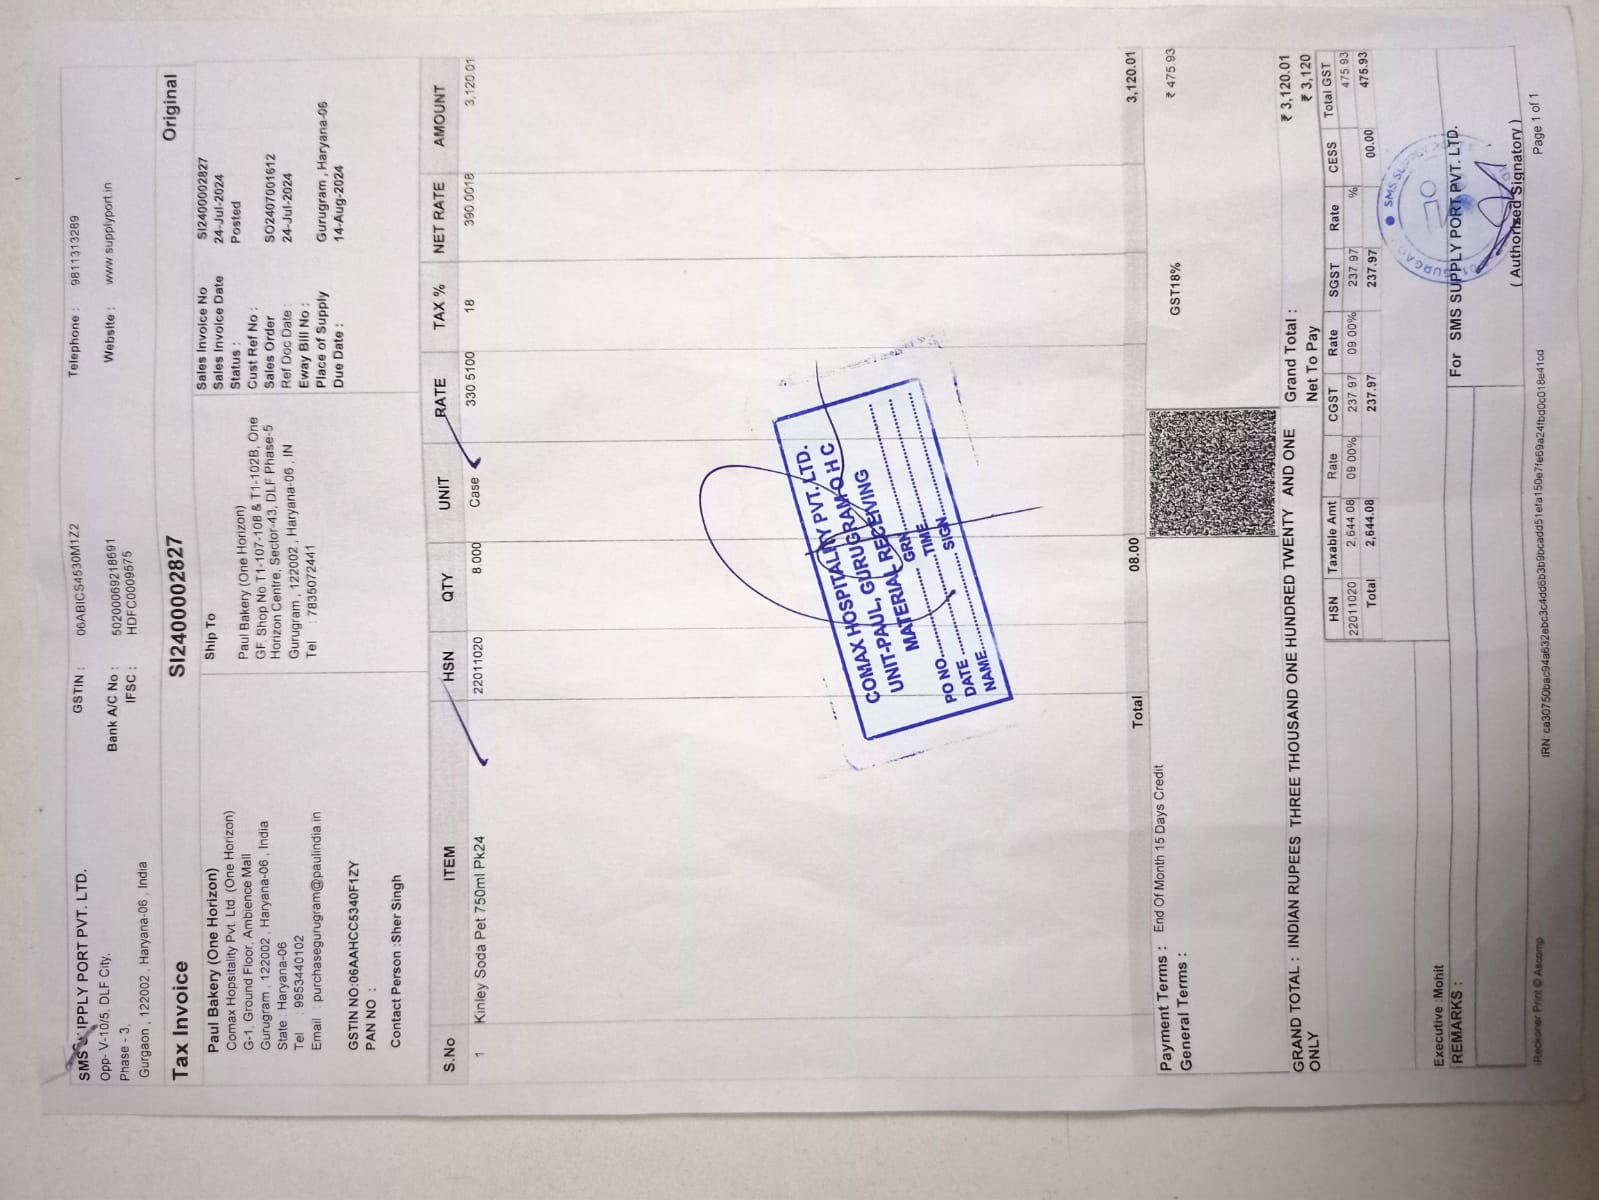 SMS SUPPLY PORT PVT. LTD.
Opp- V-10/5, DLF City,
Phase - 3,
Gurgaon , 122002 , Haryana-06 , India
GSTIN : 06ABICS4530M1Z2
Bank A/C No : 50200069218691
IFSC : HDFC0009575
Telephone : 9811313289
Website : www.supplyport.in
Tax Invoice SI2400002827 Original
Paul Bakery (One Horizon)
Comax Hopsitality Pvt. Ltd. (One Horizon)
G-1, Ground Floor, Ambience Mall
Gurugram , 122002 , Haryana-06 , India
State : Haryana-06
Tel : 9953440102
Email : purchasegurugram@paulindia.in
GSTIN NO:06AAHCC5340F1ZY
PAN NO :
Contact Person :Sher Singh
Ship To
Paul Bakery (One Horizon)
GF, Shop No T1-107-108 & T1-102B, One
Horizon Centre, Sector-43, DLF Phase-5
Gurugram , 122002 , Haryana-06 , IN
Tel : 7835072441
Sales Invoice No SI2400002827
Sales Invoice Date 24-Jul-2024
Status : Posted
Cust Ref No :
Sales Order SO2407001612
Ref Doc Date : 24-Jul-2024
Eway Bill No :
Place of Supply Gurugram , Haryana-06
Due Date : 14-Aug-2024
S.No ITEM HSN QTY UNIT RATE TAX % NET RATE AMOUNT
1 Kinley Soda Pet 750ml Pk24 22011020 8.000 Case 330.5100 18 390.0018 3,120.01
COMAX HOSPITALITY PVT. LTD.
UNIT-PAUL, GURUGRAM O H C
MATERIAL RECEIVING
PO NO. GRN
DATE TIME
NAME SIGN
Total 08.00 3,120.01
Payment Terms : End Of Month 15 Days Credit
General Terms :
GST18% ₹ 475.93
GRAND TOTAL : INDIAN RUPEES THREE THOUSAND ONE HUNDRED TWENTY AND ONE
ONLY
Grand Total : ₹ 3,120.01
Net To Pay ₹ 3,120
HSN Taxable Amt Rate CGST Rate SGST Rate CESS Total GST
22011020 2,644.08 09.00% 237.97 09.00% 237.97 % 475.93
Total 2,644.08 237.97 237.97 00.00 475.93
Executive :Mohit
REMARKS :
For SMS SUPPLY PORT PVT. LTD.
( Authorized Signatory )
iReckoner Print © Ascomp
Page 1 of 1